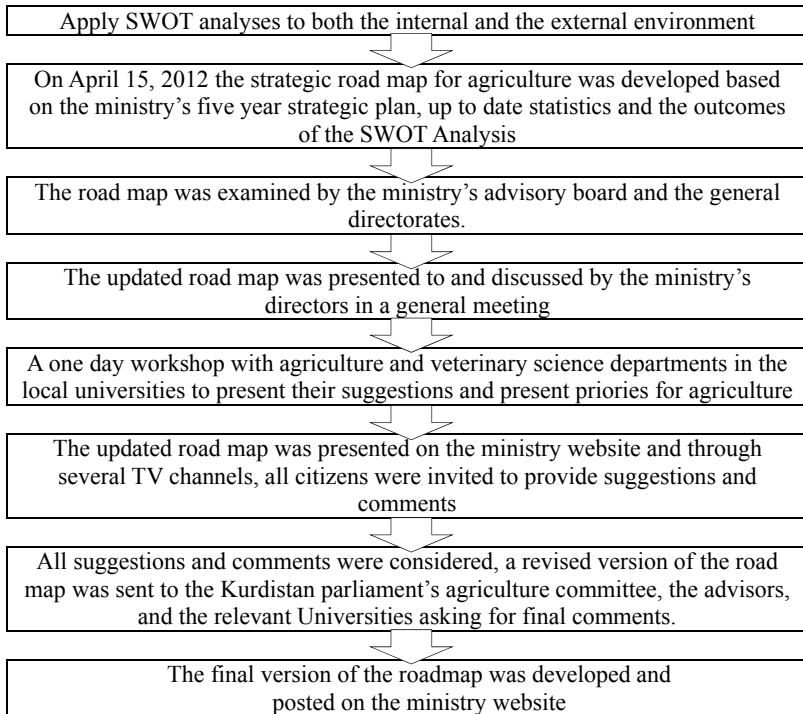 Apply SWOT analyses to both the internal and the external environment
On April 15, 2012 the strategic road map for agriculture was developed based
on the ministry's five year strategic plan, up to date statistics and the outcomes
of the SWOT Analysis
The road map was examined by the ministry's advisory board and the general
directorates.
The updated road map was presented to and discussed by the ministry's
directors in a general meeting
A one day workshop with agriculture and veterinary science departments in the
local universities to present their suggestions and present priories for agriculture
The updated road map was presented on the ministry website and through
several TV channels, all citizens were invited to provide suggestions and
comments
All suggestions and comments were considered, a revised version of the road
map was sent to the Kurdistan parliament's agriculture committee, the advisors,
and the relevant Universities asking for final comments.
The final version of the roadmap was developed and
posted on the ministry website